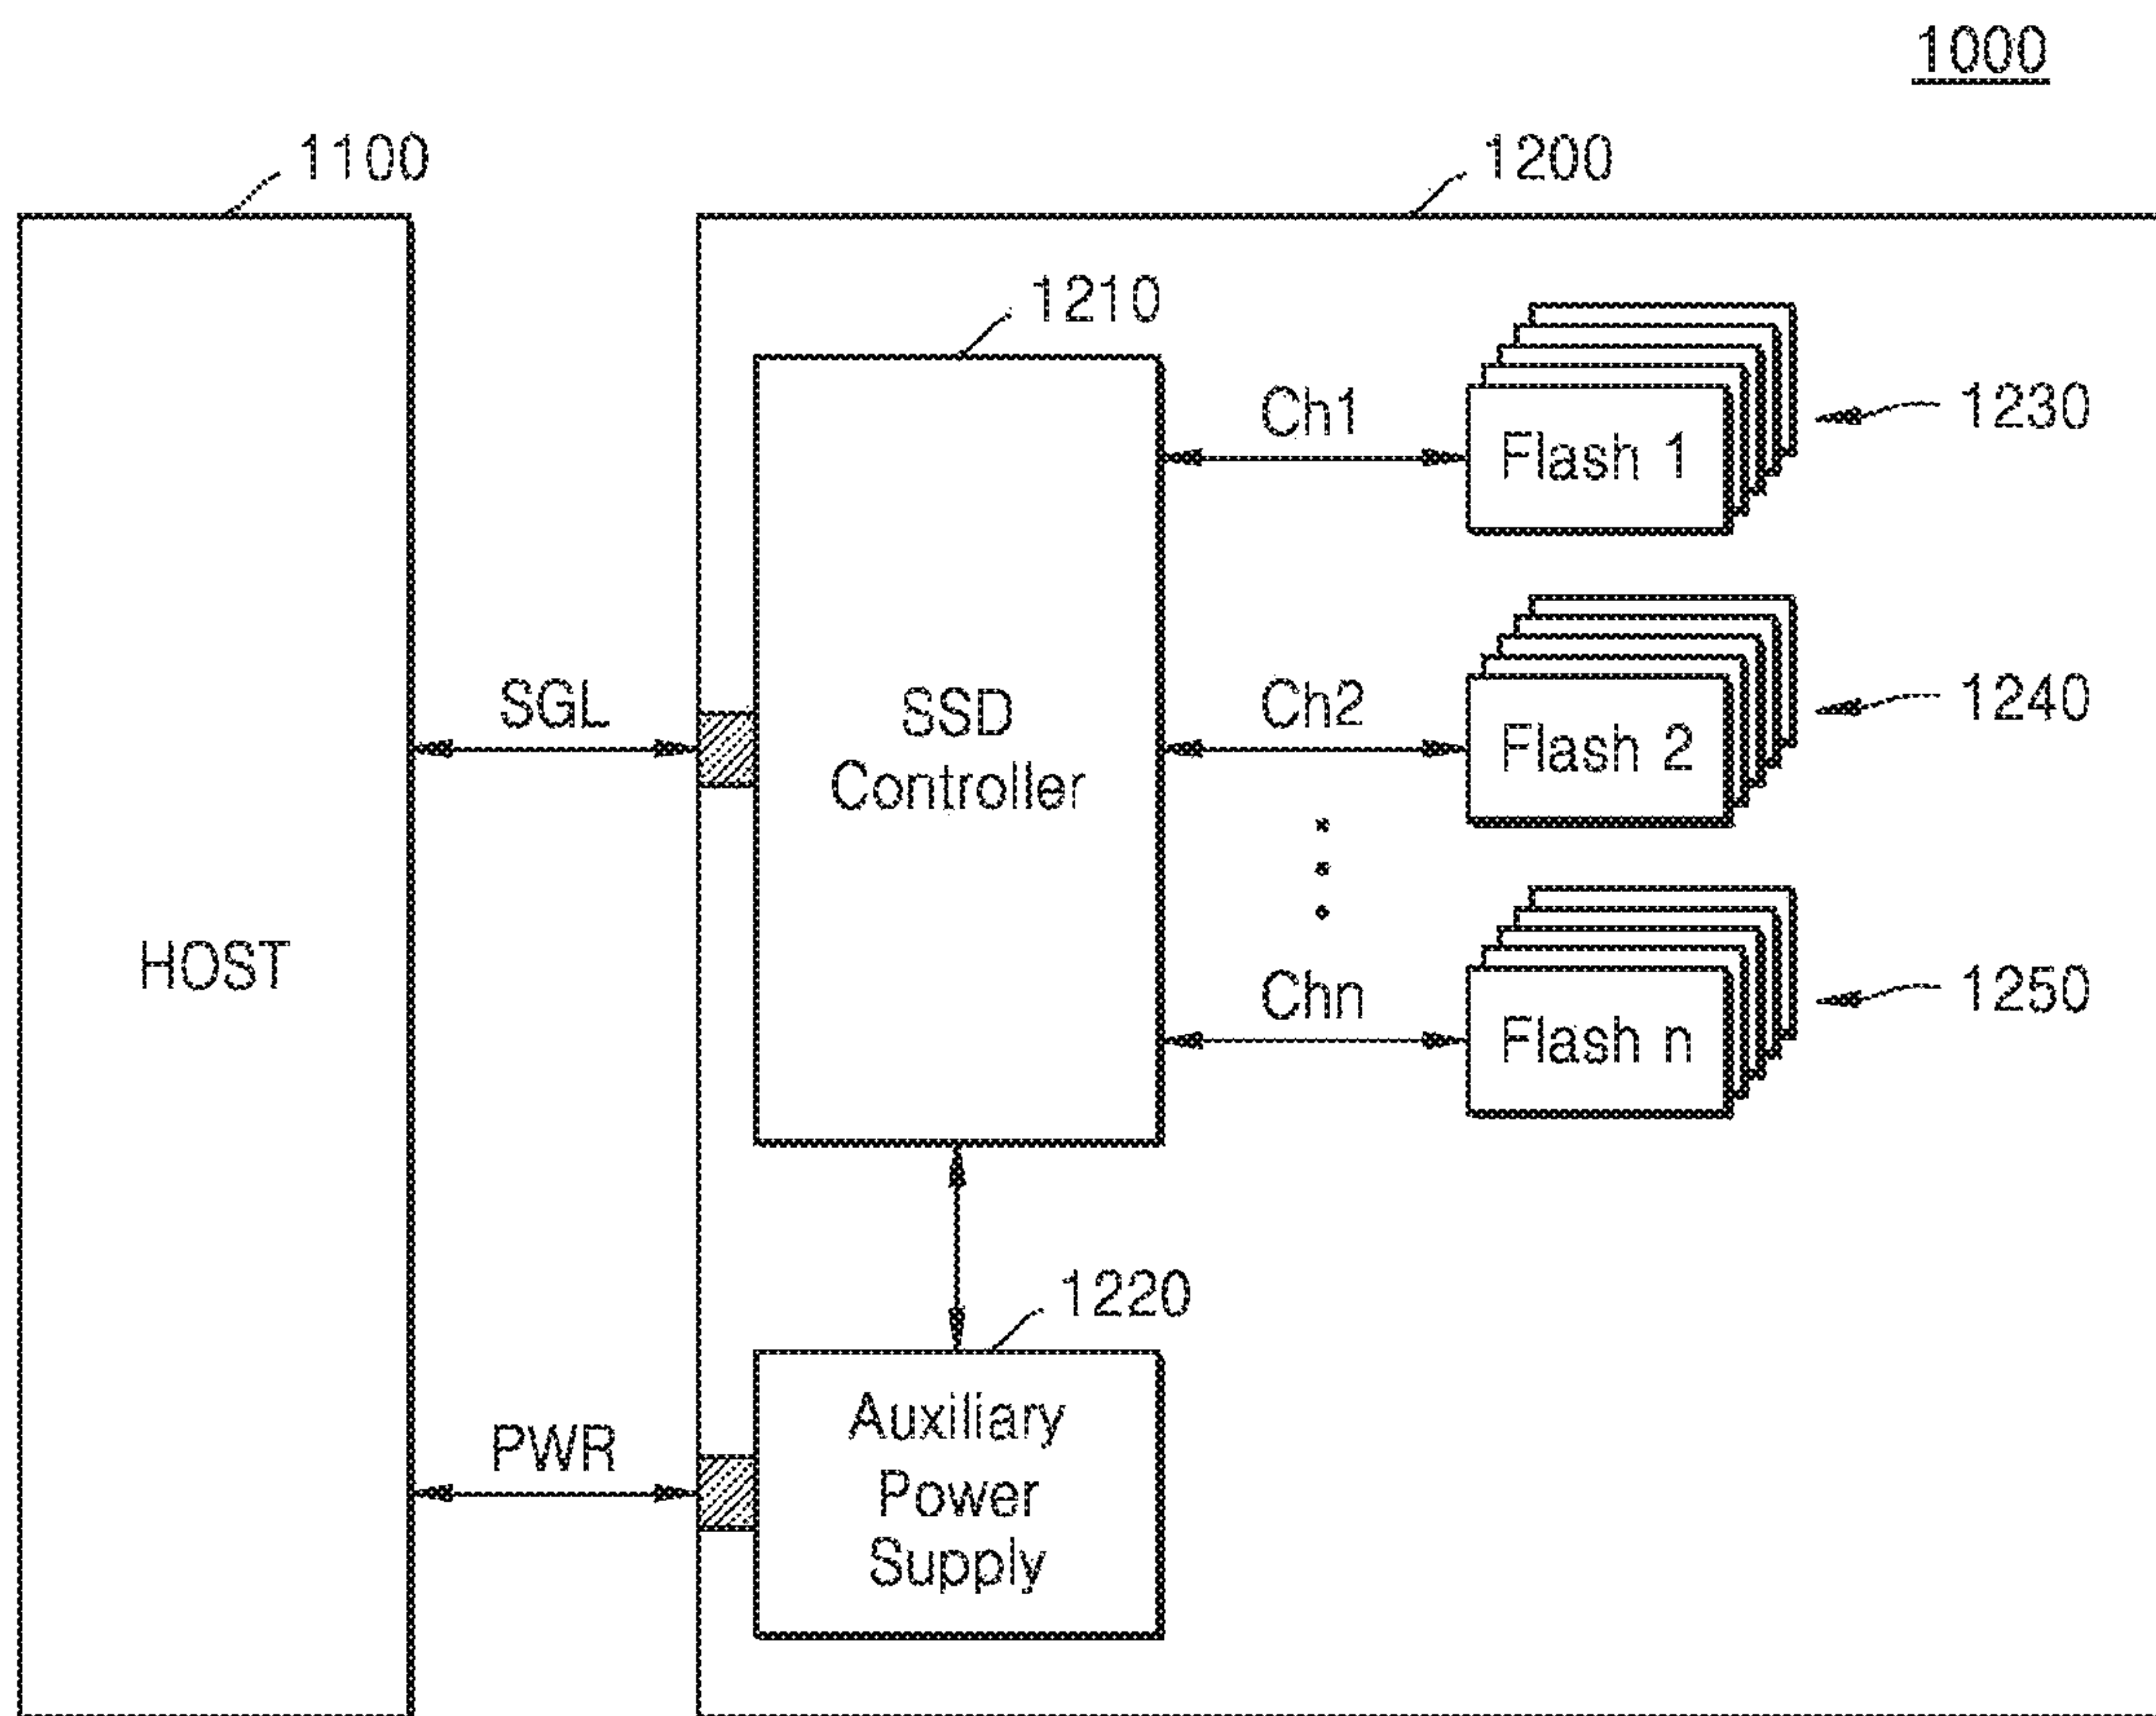 1000
1100
1200
1210
Ch1
Flash 1
1230
SGL
SSD
Controller
Ch2
Flash 2
1240
HOST
Chn
Flash n
1250
1220
PWR
Auxiliary
Power
Supply